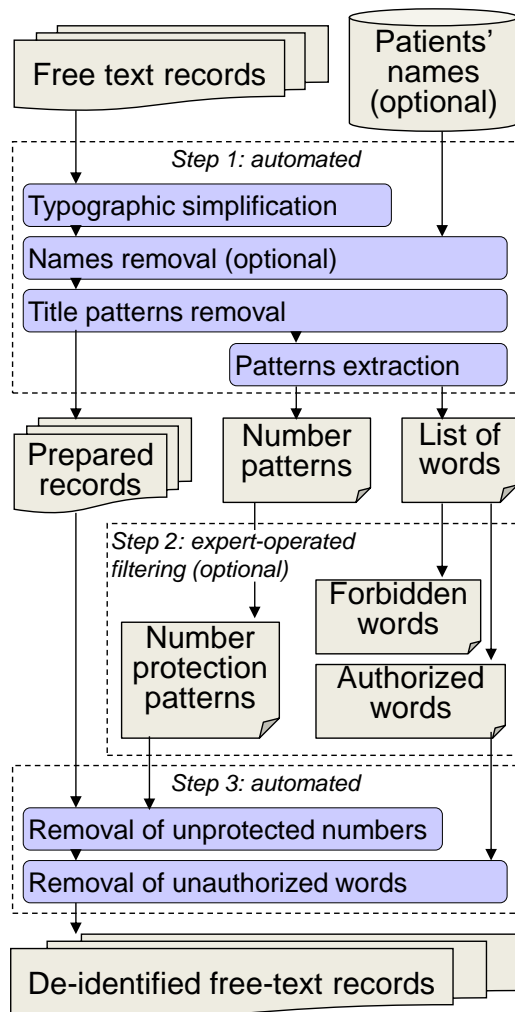 Free text records
Patients'
names
(optional)
Step 1: automated
Typographic simplification
Names removal (optional)
Title patterns removal
Patterns extraction
Prepared
records
Number
patterns
List of
words
Step 2: expert-operated
filtering (optional)
Forbidden
words
Number
protection
patterns
Authorized
words
Step 3: automated
Removal of unprotected numbers
Removal of unauthorized words
De-identified free-text records